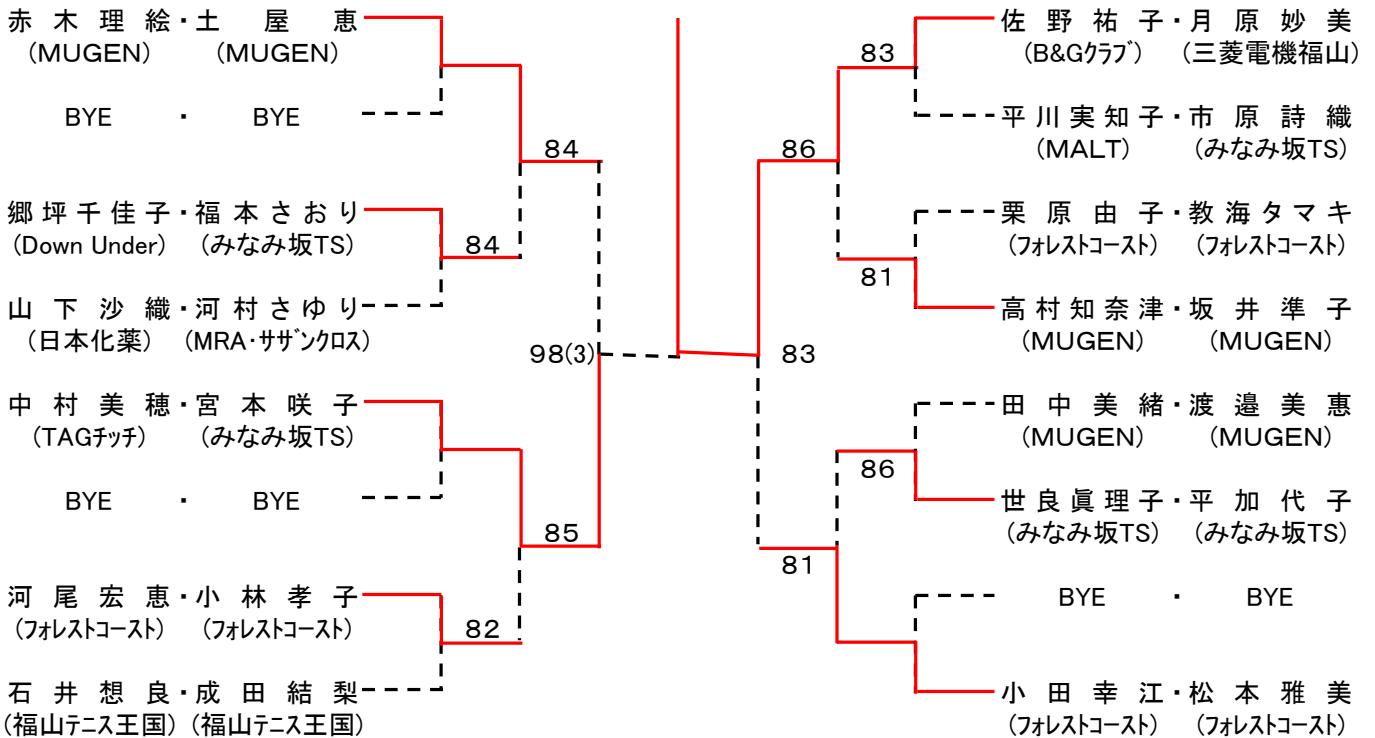 赤木理絵・土屋恵
(MUGEN) (MUGEN)
BYE ・ BYE
84
郷坪千佳子・福本さおり
(Down Under) (みなみ坂TS)
84
山下沙織・河村さゆり
(日本化薬) (MRA・サザンクロス)
98(3)
中村美穂・宮本咲子
(TAGチッチ) (みなみ坂TS)
BYE ・ BYE
85
河尾宏恵・小林孝子
(フォレストコースト) (フォレストコースト)
82
石井想良・成田結梨
(福山テニス王国) (福山テニス王国)
佐野祐子・月原妙美
(B&Gクラブ) (三菱電機福山)
83
平川実知子・市原詩織
(MALT) (みなみ坂TS)
86
栗原由子・教海タマキ
(フォレストコースト) (フォレストコースト)
81
高村知奈津・坂井準子
(MUGEN) (MUGEN)
83
田中美緒・渡邉美惠
(MUGEN) (MUGEN)
86
世良眞理子・平加代子
(みなみ坂TS) (みなみ坂TS)
81
BYE ・ BYE
小田幸江・松本雅美
(フォレストコースト) (フォレストコースト)